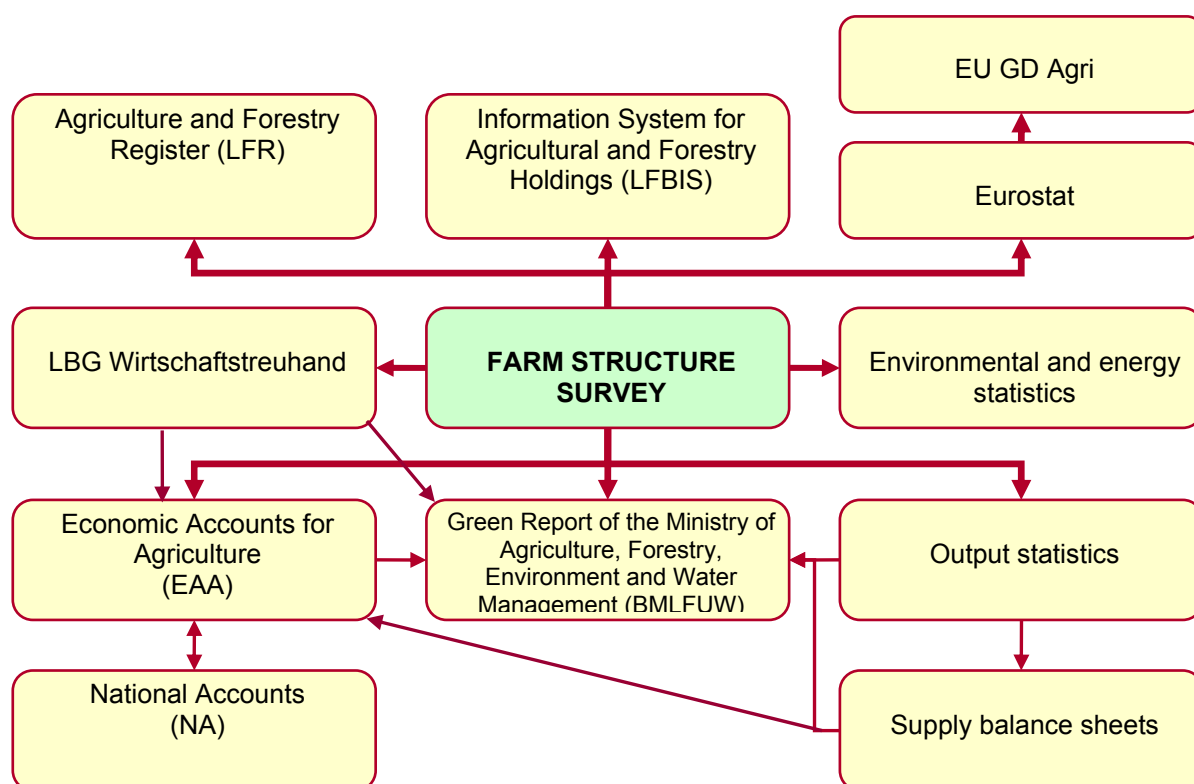 EU GD Agri
Agriculture and Forestry
Register (LFR)
Information System for
Agricultural and Forestry
Holdings (LFBIS)
Eurostat
LBG Wirtschaftstreuhand
FARM STRUCTURE
SURVEY
Environmental and energy
statistics
Economic Accounts for
Agriculture
(EAA)
Green Report of the Ministry of
Agriculture, Forestry,
Environment and Water
Management (BMLFUW)
Output statistics
National Accounts
(NA)
Supply balance sheets